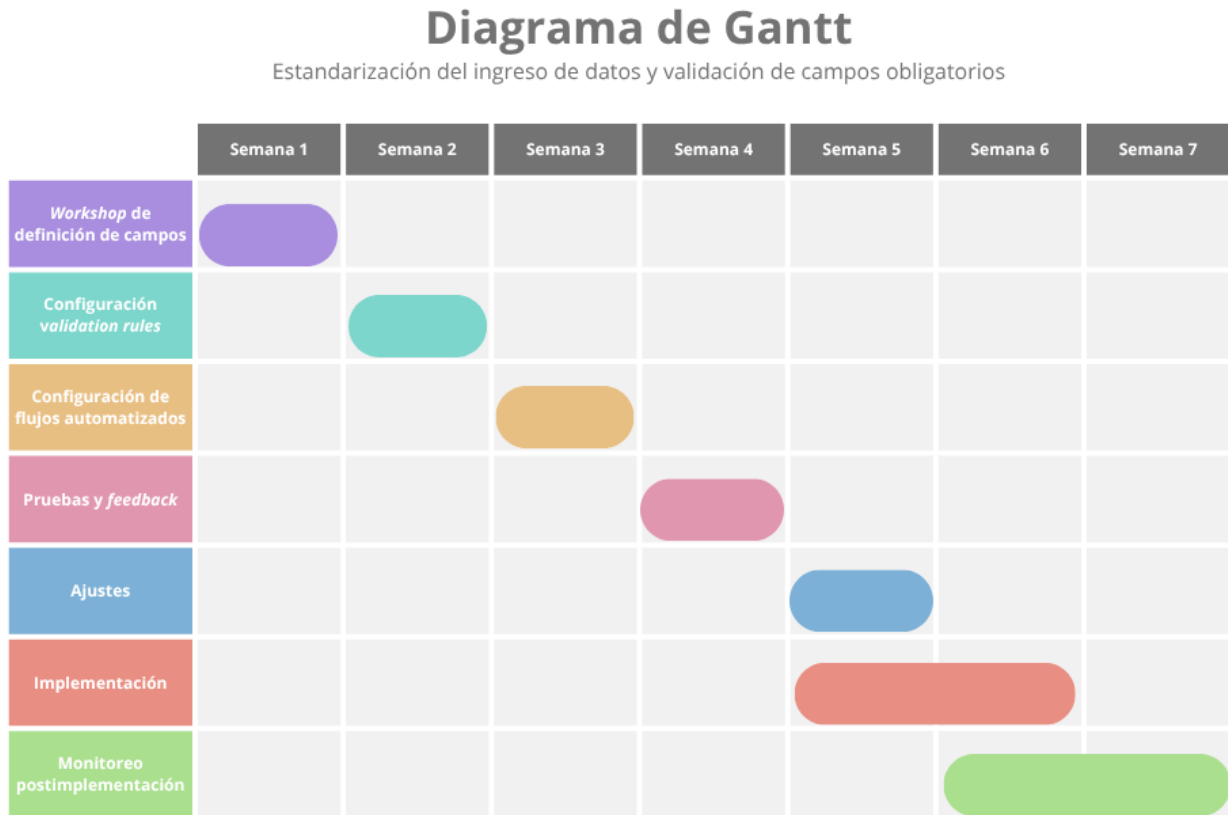 Diagrama de Gantt
Estandarización del ingreso de datos y validación de campos obligatorios
Semana 1 Semana 2 Semana 3 Semana 4 Semana 5 Semana 6 Semana 7
Workshop de
definición de campos
Configuración
validation rules
Configuración de
flujos automatizados
Pruebas y feedback
Ajustes
Implementación
Monitoreo
postimplementación